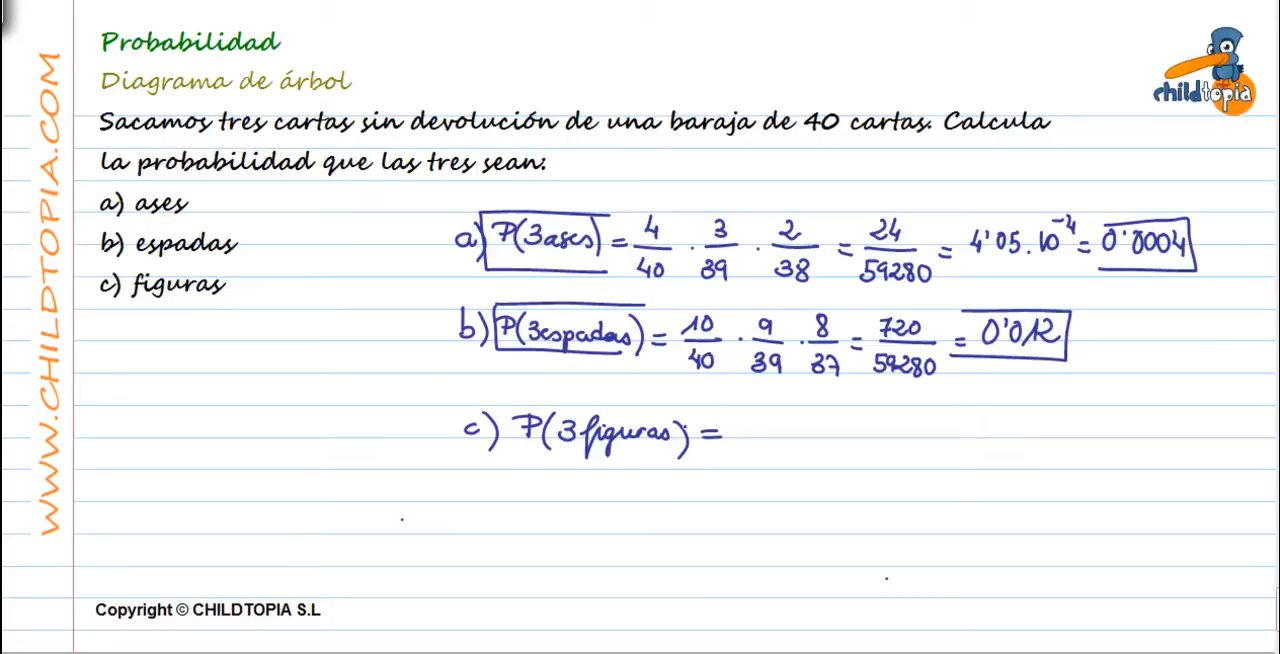 WWW.CHILDTOPIA.COM
Probabilidad
childtopia
Diagrama de árbol
Sacamos tres cartas sin devolución de una baraja de 40 cartas. Calcula
la probabilidad que las tres sean:
a) ases
b) espadas
c) figuras
a) P(3ases) = 4/40 · 3/39 · 2/38 = 24/59280 = 4'05.10^-4 = 0'0004
b) P(3espadas) = 10/40 · 9/39 · 8/37 = 720/59280 = 0'012
c) P(3figuras) =
Copyright © CHILDTOPIA S.L